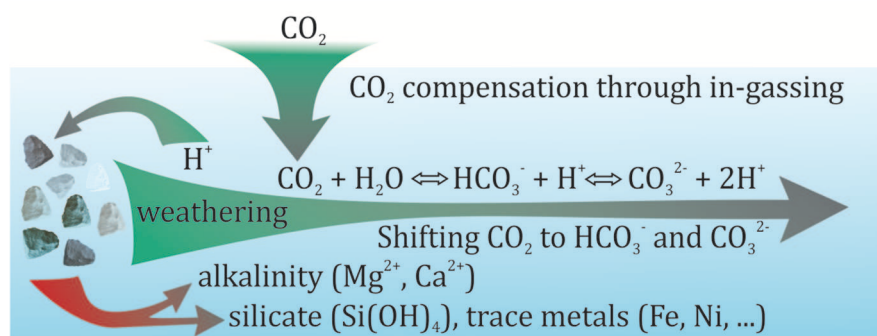 CO₂
CO₂ compensation through in-gassing
H⁺
CO₂ + H₂O ⇔ HCO₃⁻ + H⁺ ⇔ CO₃²⁻ + 2H⁺
weathering
Shifting CO₂ to HCO₃⁻ and CO₃²⁻
alkalinity (Mg²⁺, Ca²⁺)
silicate (Si(OH)₄), trace metals (Fe, Ni, ...)